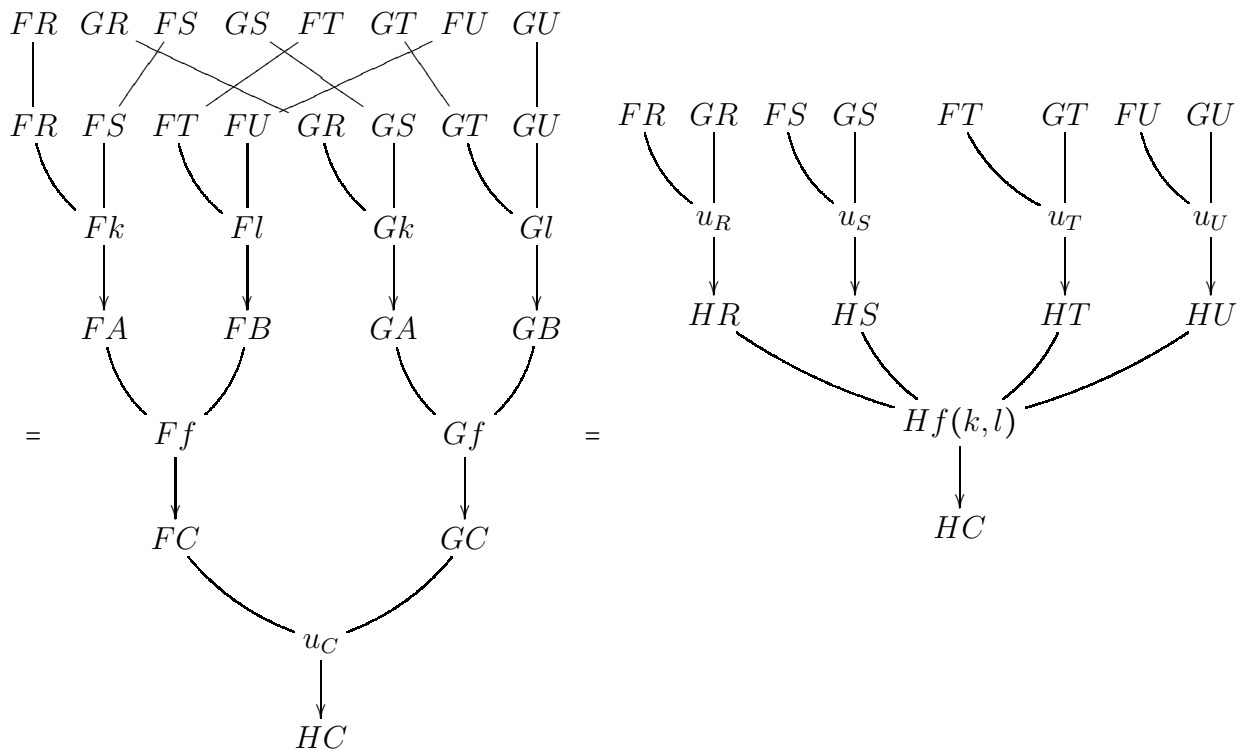 FR GR FS GS FT GT FU GU
FR FS FT FU GR GS GT GU
Fk Fl Gk Gl
FA FB GA GB
= Ff Gf =
FC GC
u_C
HC
FR GR FS GS FT GT FU GU
u_R u_S u_T u_U
HR HS HT HU
Hf(k, l)
HC